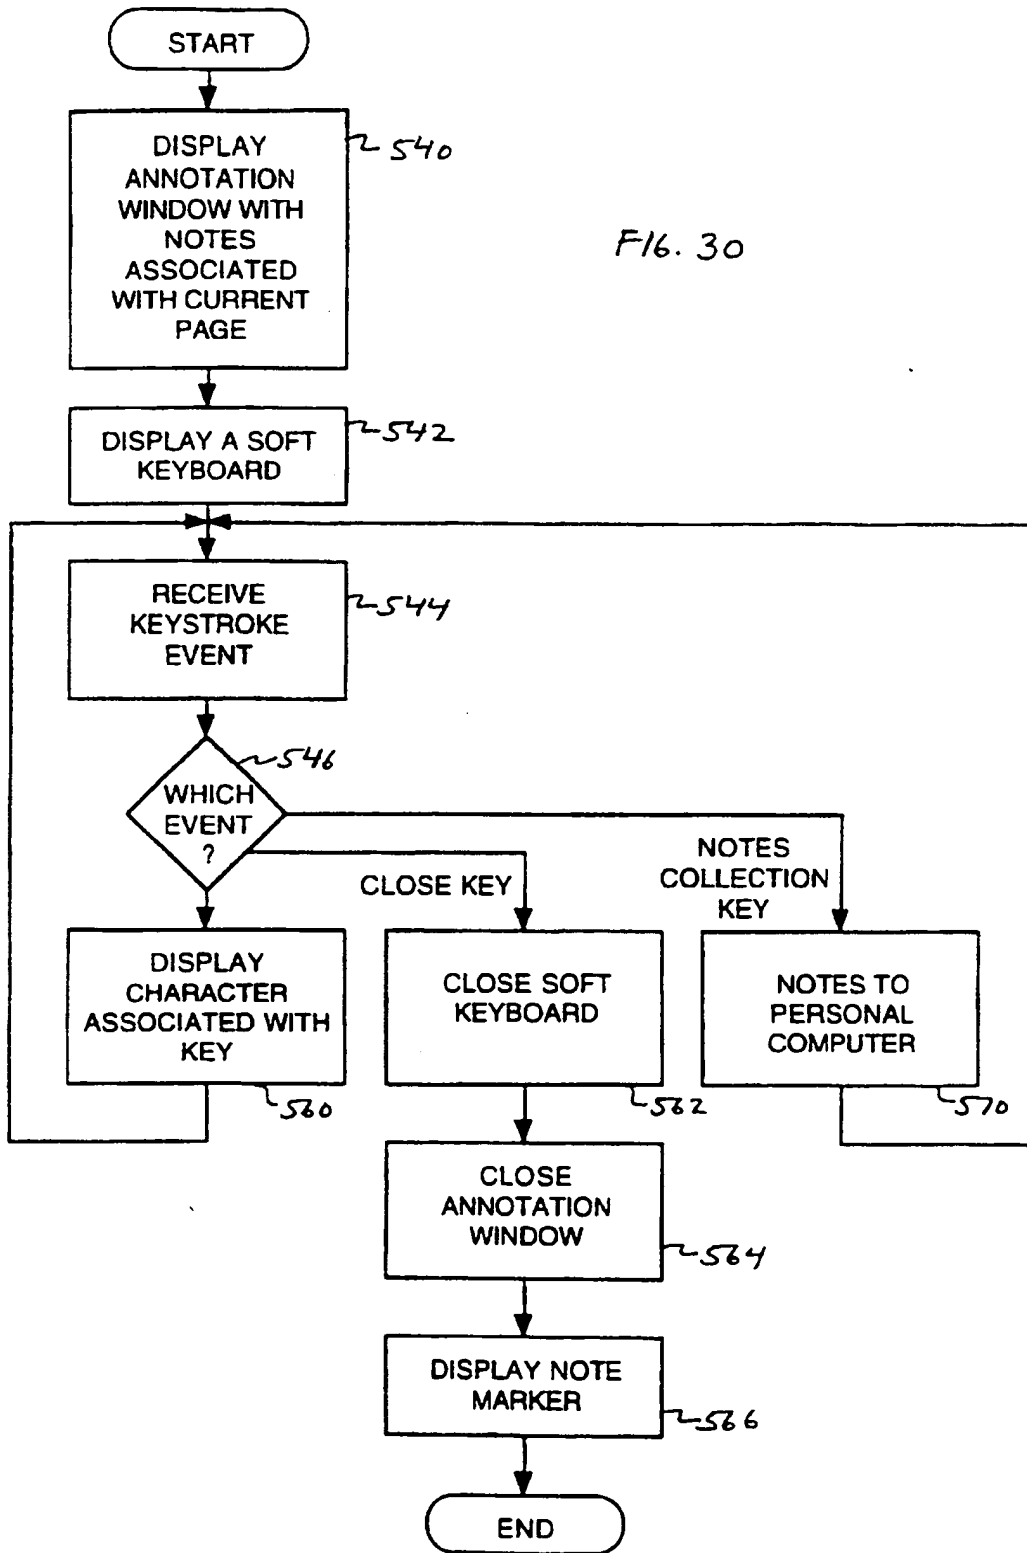 START
DISPLAY
ANNOTATION
WINDOW WITH
NOTES
ASSOCIATED
WITH CURRENT
PAGE
540
FIG. 30
DISPLAY A SOFT
KEYBOARD
542
RECEIVE
KEYSTROKE
EVENT
544
WHICH
EVENT
?
546
CLOSE KEY
NOTES
COLLECTION
KEY
DISPLAY
CHARACTER
ASSOCIATED WITH
KEY
560
CLOSE SOFT
KEYBOARD
562
NOTES TO
PERSONAL
COMPUTER
570
CLOSE
ANNOTATION
WINDOW
564
DISPLAY NOTE
MARKER
566
END